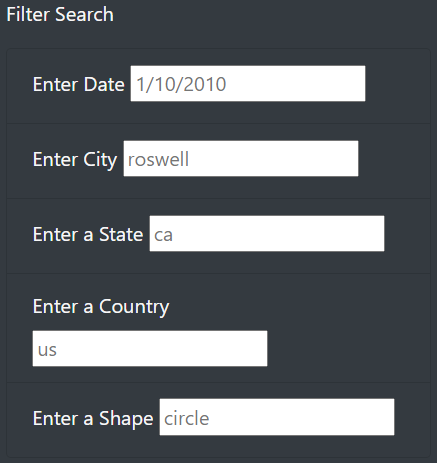 Filter Search
Enter Date 1/10/2010
Enter City roswell
Enter a State ca
Enter a Country
us
Enter a Shape circle